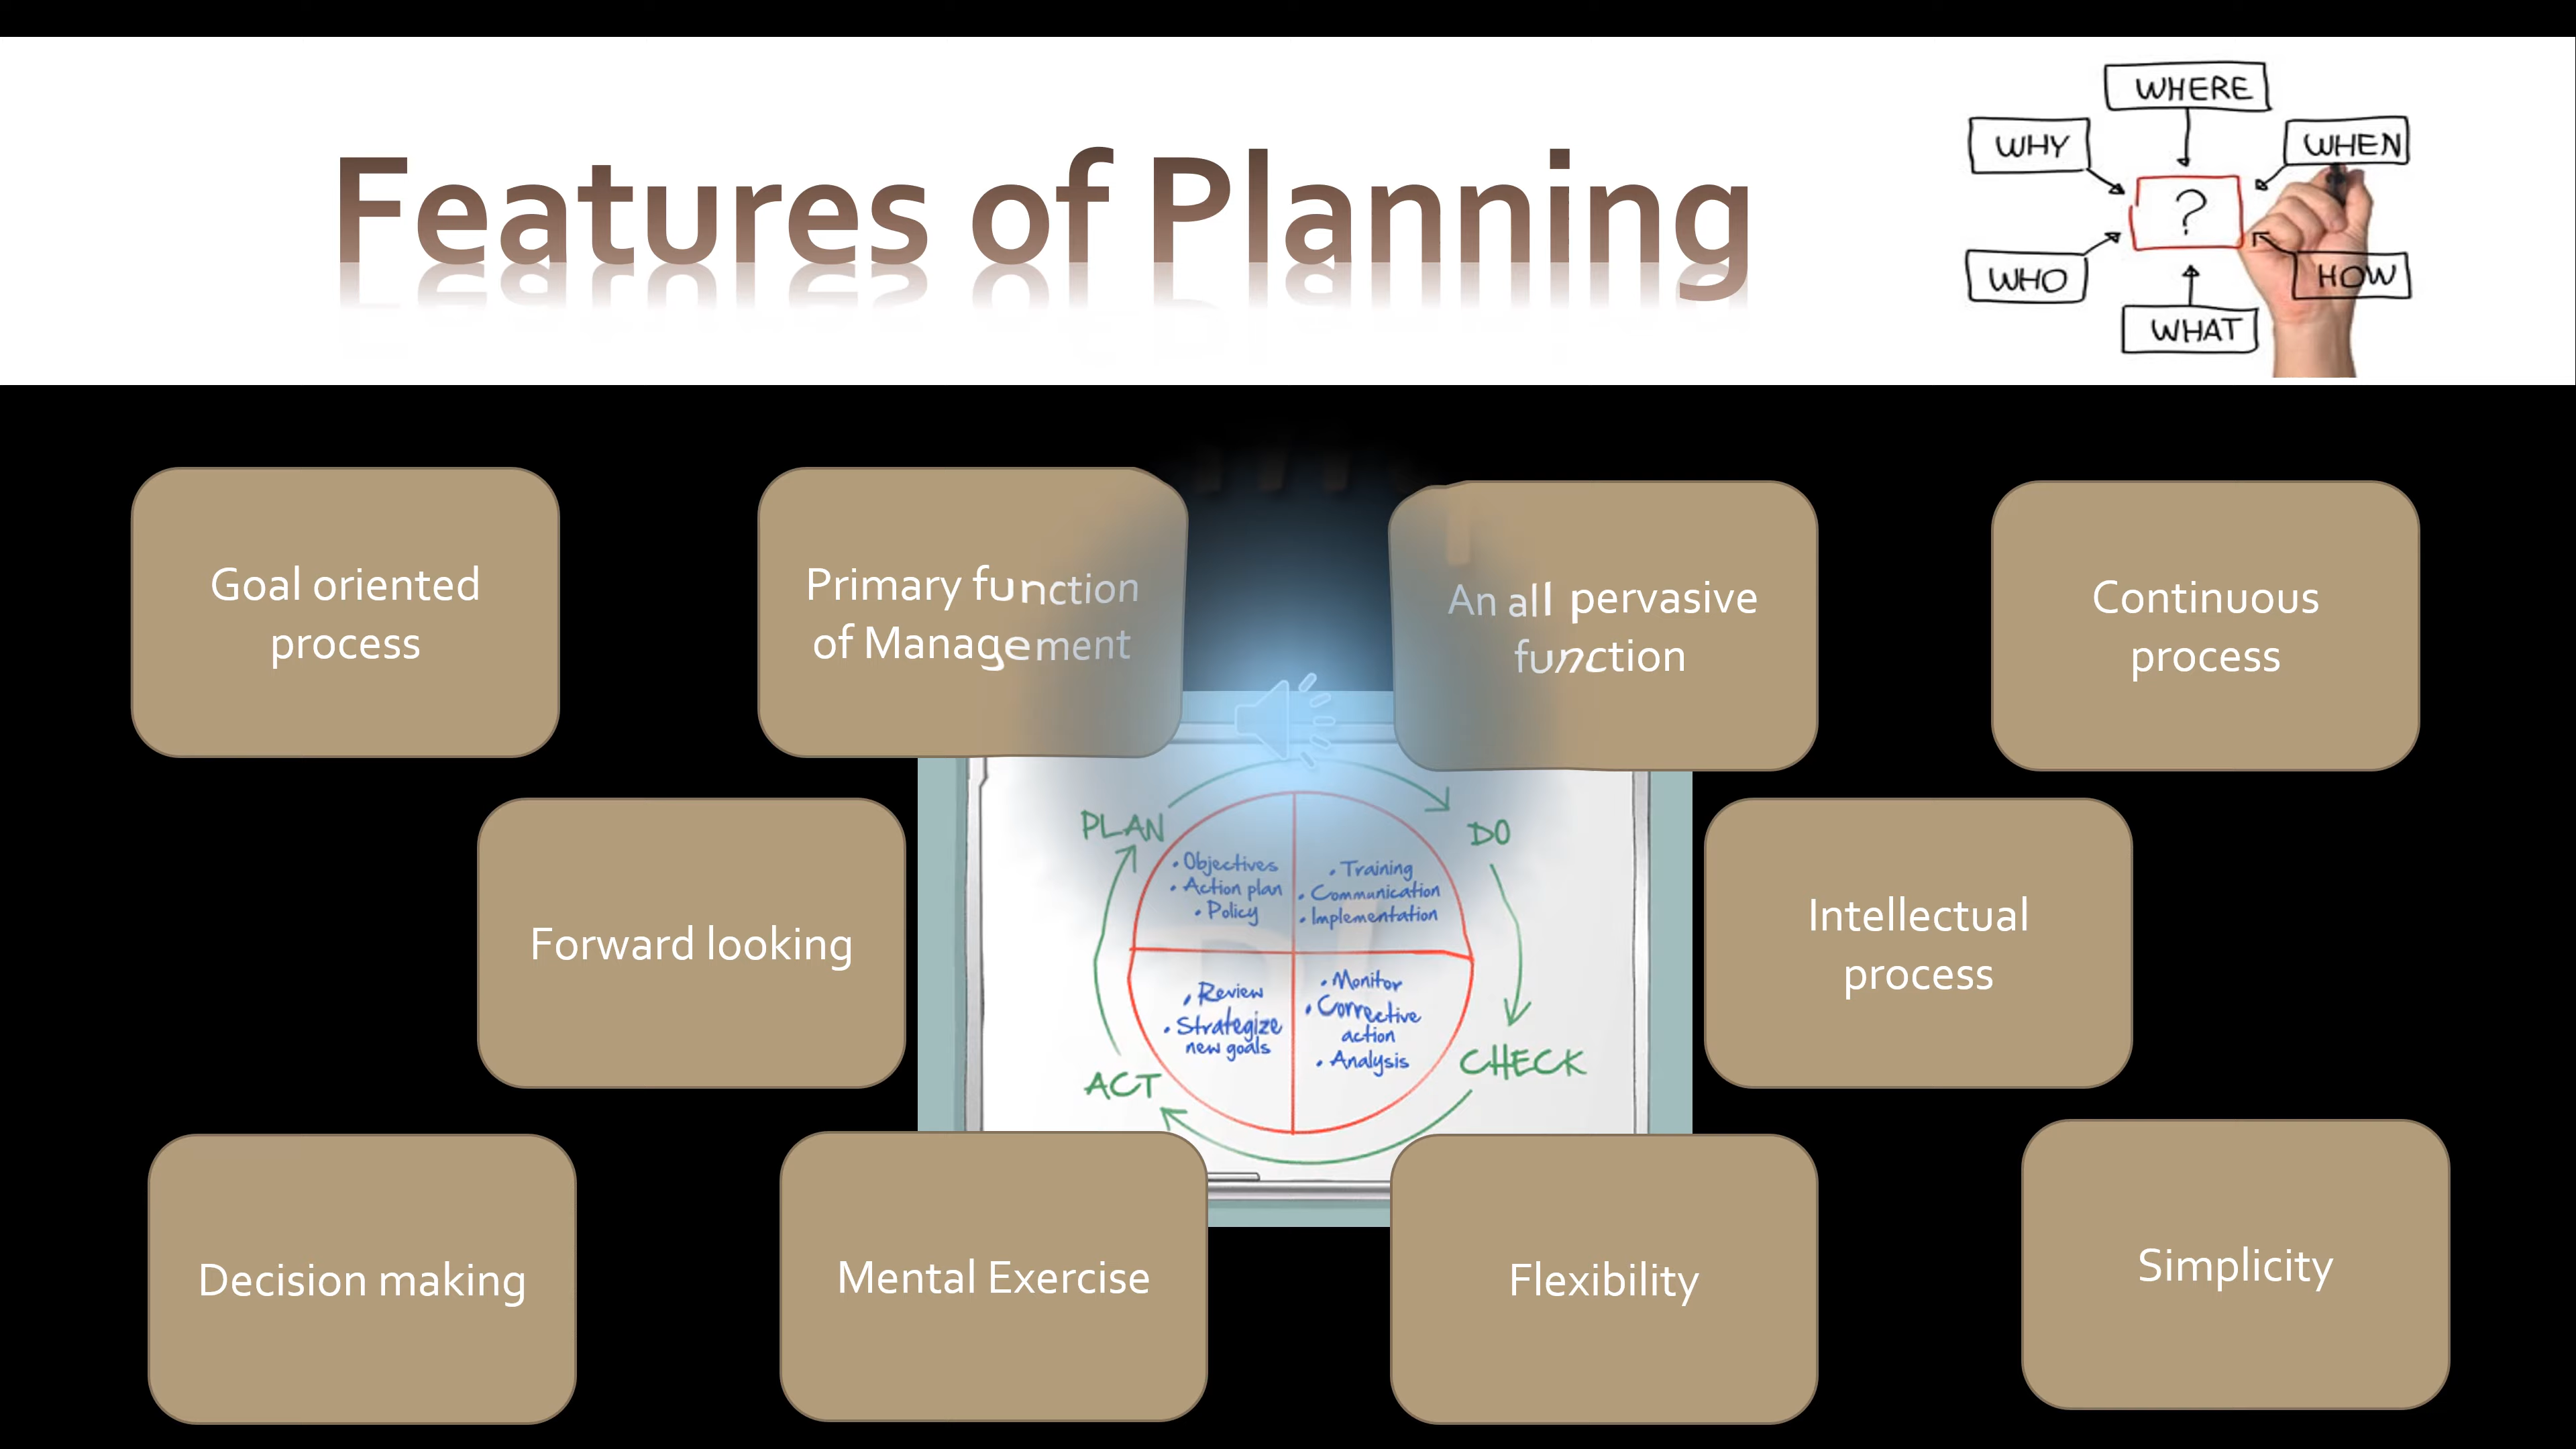 Features of Planning
WHERE
WHY
WHEN
?
WHO
HOW
WHAT
Goal oriented
process
Primary function
of Management
An all pervasive
function
Continuous
process
Forward looking
Intellectual
process
PLAN
DO
• Objectives
• Action plan
• Policy
• Training
• Communication
• Implementation
• Review
• Strategize
new goals
• Monitor
• Corrective
action
• Analysis
ACT
CHECK
Decision making
Mental Exercise
Flexibility
Simplicity